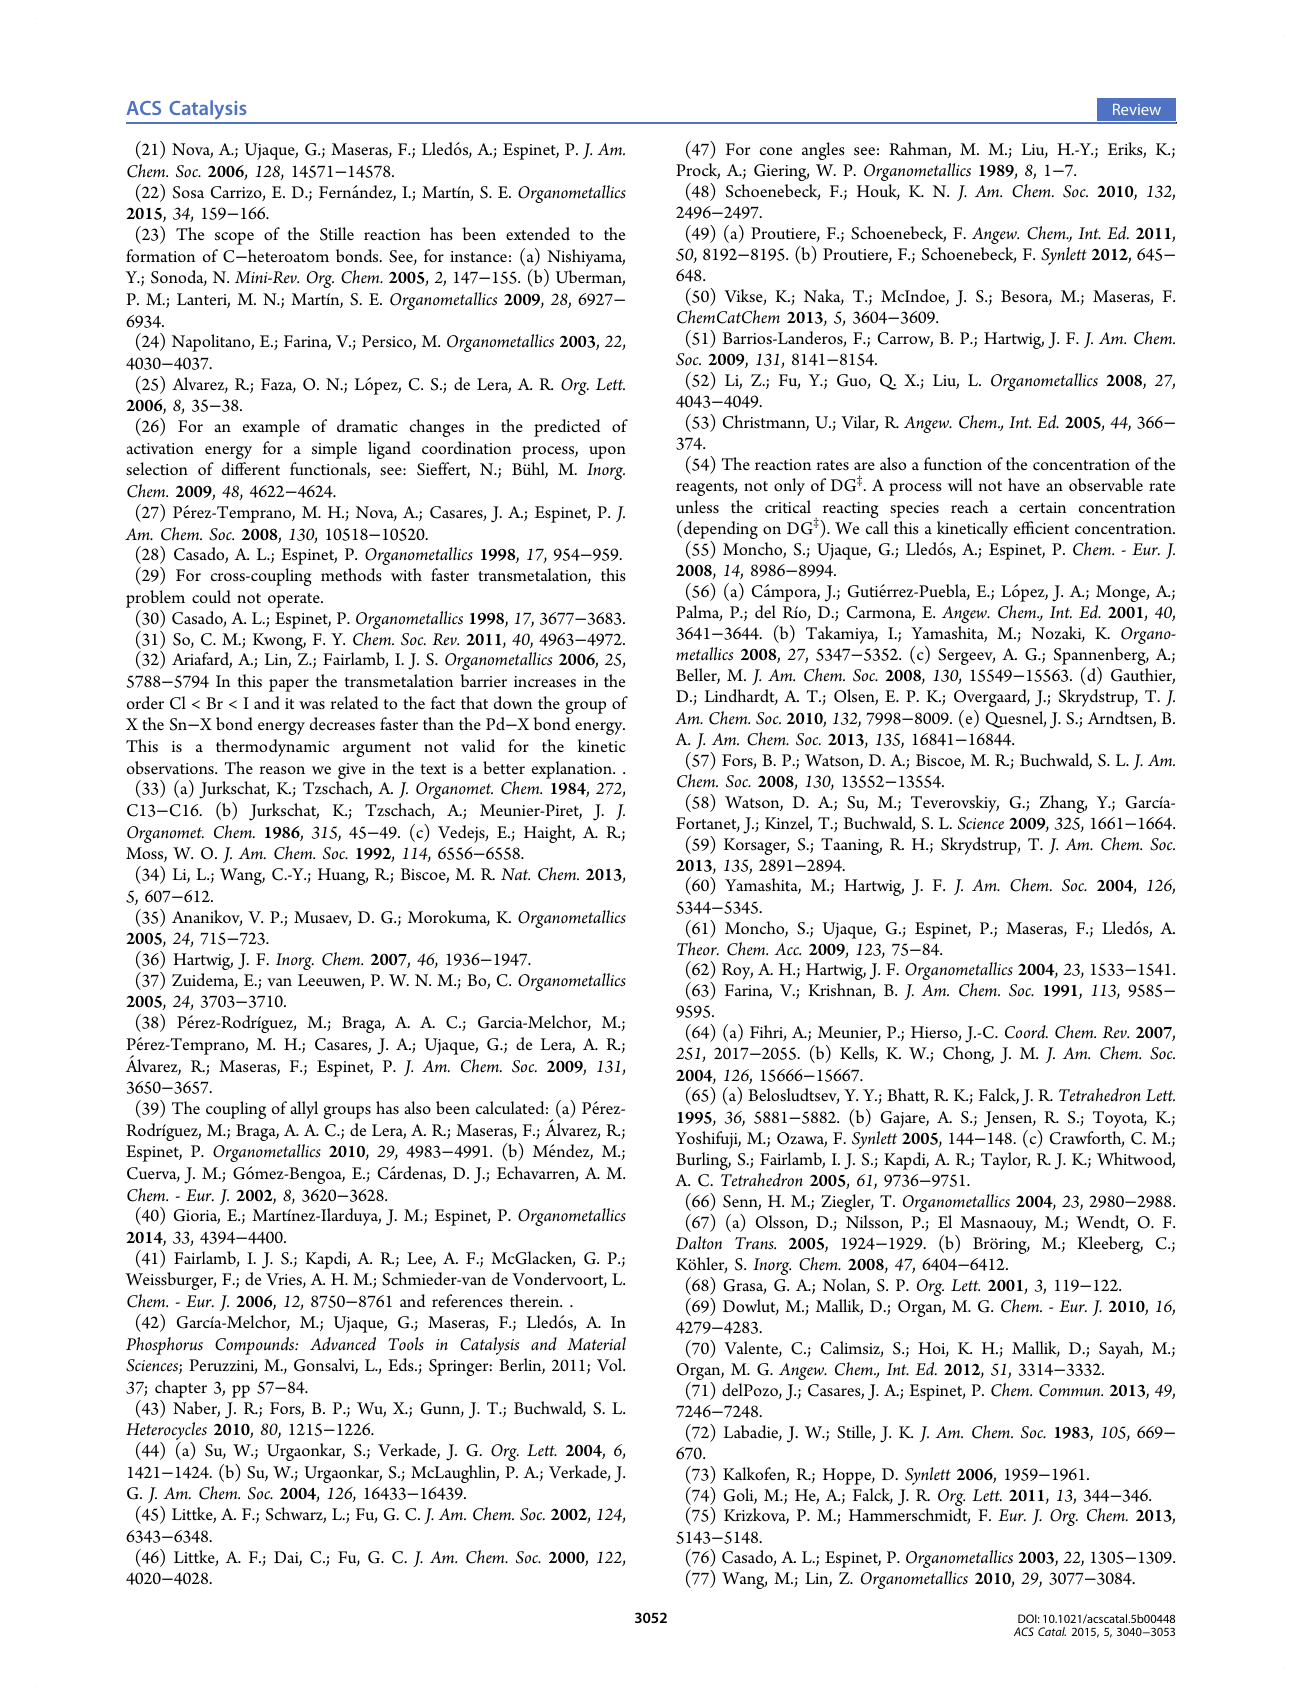 ACS Catalysis
Review
(21) Nova, A.; Ujaque, G.; Maseras, F.; Lledós, A.; Espinet, P. J. Am.
Chem. Soc. 2006, 128, 14571−14578.
(22) Sosa Carrizo, E. D.; Fernández, I.; Martín, S. E. Organometallics
2015, 34, 159−166.
(23) The scope of the Stille reaction has been extended to the
formation of C−heteroatom bonds. See, for instance: (a) Nishiyama,
Y.; Sonoda, N. Mini-Rev. Org. Chem. 2005, 2, 147−155. (b) Uberman,
P. M.; Lanteri, M. N.; Martín, S. E. Organometallics 2009, 28, 6927−
6934.
(24) Napolitano, E.; Farina, V.; Persico, M. Organometallics 2003, 22,
4030−4037.
(25) Alvarez, R.; Faza, O. N.; López, C. S.; de Lera, A. R. Org. Lett.
2006, 8, 35−38.
(26) For an example of dramatic changes in the predicted of
activation energy for a simple ligand coordination process, upon
selection of different functionals, see: Sieffert, N.; Bühl, M. Inorg.
Chem. 2009, 48, 4622−4624.
(27) Pérez-Temprano, M. H.; Nova, A.; Casares, J. A.; Espinet, P. J.
Am. Chem. Soc. 2008, 130, 10518−10520.
(28) Casado, A. L.; Espinet, P. Organometallics 1998, 17, 954−959.
(29) For cross-coupling methods with faster transmetalation, this
problem could not operate.
(30) Casado, A. L.; Espinet, P. Organometallics 1998, 17, 3677−3683.
(31) So, C. M.; Kwong, F. Y. Chem. Soc. Rev. 2011, 40, 4963−4972.
(32) Ariafard, A.; Lin, Z.; Fairlamb, I. J. S. Organometallics 2006, 25,
5788−5794 In this paper the transmetalation barrier increases in the
order Cl < Br < I and it was related to the fact that down the group of
X the Sn−X bond energy decreases faster than the Pd−X bond energy.
This is a thermodynamic argument not valid for the kinetic
observations. The reason we give in the text is a better explanation. .
(33) (a) Jurkschat, K.; Tzschach, A. J. Organomet. Chem. 1984, 272,
C13−C16. (b) Jurkschat, K.; Tzschach, A.; Meunier-Piret, J. J.
Organomet. Chem. 1986, 315, 45−49. (c) Vedejs, E.; Haight, A. R.;
Moss, W. O. J. Am. Chem. Soc. 1992, 114, 6556−6558.
(34) Li, L.; Wang, C.-Y.; Huang, R.; Biscoe, M. R. Nat. Chem. 2013,
5, 607−612.
(35) Ananikov, V. P.; Musaev, D. G.; Morokuma, K. Organometallics
2005, 24, 715−723.
(36) Hartwig, J. F. Inorg. Chem. 2007, 46, 1936−1947.
(37) Zuidema, E.; van Leeuwen, P. W. N. M.; Bo, C. Organometallics
2005, 24, 3703−3710.
(38) Pérez-Rodríguez, M.; Braga, A. A. C.; Garcia-Melchor, M.;
Pérez-Temprano, M. H.; Casares, J. A.; Ujaque, G.; de Lera, A. R.;
Álvarez, R.; Maseras, F.; Espinet, P. J. Am. Chem. Soc. 2009, 131,
3650−3657.
(39) The coupling of allyl groups has also been calculated: (a) Pérez-
Rodríguez, M.; Braga, A. A. C.; de Lera, A. R.; Maseras, F.; Álvarez, R.;
Espinet, P. Organometallics 2010, 29, 4983−4991. (b) Méndez, M.;
Cuerva, J. M.; Gómez-Bengoa, E.; Cárdenas, D. J.; Echavarren, A. M.
Chem. - Eur. J. 2002, 8, 3620−3628.
(40) Gioria, E.; Martínez-Ilarduya, J. M.; Espinet, P. Organometallics
2014, 33, 4394−4400.
(41) Fairlamb, I. J. S.; Kapdi, A. R.; Lee, A. F.; McGlacken, G. P.;
Weissburger, F.; de Vries, A. H. M.; Schmieder-van de Vondervoort, L.
Chem. - Eur. J. 2006, 12, 8750−8761 and references therein. .
(42) García-Melchor, M.; Ujaque, G.; Maseras, F.; Lledós, A. In
Phosphorus Compounds: Advanced Tools in Catalysis and Material
Sciences; Peruzzini, M., Gonsalvi, L., Eds.; Springer: Berlin, 2011; Vol.
37; chapter 3, pp 57−84.
(43) Naber, J. R.; Fors, B. P.; Wu, X.; Gunn, J. T.; Buchwald, S. L.
Heterocycles 2010, 80, 1215−1226.
(44) (a) Su, W.; Urgaonkar, S.; Verkade, J. G. Org. Lett. 2004, 6,
1421−1424. (b) Su, W.; Urgaonkar, S.; McLaughlin, P. A.; Verkade, J.
G. J. Am. Chem. Soc. 2004, 126, 16433−16439.
(45) Littke, A. F.; Schwarz, L.; Fu, G. C. J. Am. Chem. Soc. 2002, 124,
6343−6348.
(46) Littke, A. F.; Dai, C.; Fu, G. C. J. Am. Chem. Soc. 2000, 122,
4020−4028.
(47) For cone angles see: Rahman, M. M.; Liu, H.-Y.; Eriks, K.;
Prock, A.; Giering, W. P. Organometallics 1989, 8, 1−7.
(48) Schoenebeck, F.; Houk, K. N. J. Am. Chem. Soc. 2010, 132,
2496−2497.
(49) (a) Proutiere, F.; Schoenebeck, F. Angew. Chem., Int. Ed. 2011,
50, 8192−8195. (b) Proutiere, F.; Schoenebeck, F. Synlett 2012, 645−
648.
(50) Vikse, K.; Naka, T.; McIndoe, J. S.; Besora, M.; Maseras, F.
ChemCatChem 2013, 5, 3604−3609.
(51) Barrios-Landeros, F.; Carrow, B. P.; Hartwig, J. F. J. Am. Chem.
Soc. 2009, 131, 8141−8154.
(52) Li, Z.; Fu, Y.; Guo, Q. X.; Liu, L. Organometallics 2008, 27,
4043−4049.
(53) Christmann, U.; Vilar, R. Angew. Chem., Int. Ed. 2005, 44, 366−
374.
(54) The reaction rates are also a function of the concentration of the
reagents, not only of DG‡. A process will not have an observable rate
unless the critical reacting species reach a certain concentration
(depending on DG‡). We call this a kinetically efficient concentration.
(55) Moncho, S.; Ujaque, G.; Lledós, A.; Espinet, P. Chem. - Eur. J.
2008, 14, 8986−8994.
(56) (a) Cámpora, J.; Gutiérrez-Puebla, E.; López, J. A.; Monge, A.;
Palma, P.; del Río, D.; Carmona, E. Angew. Chem., Int. Ed. 2001, 40,
3641−3644. (b) Takamiya, I.; Yamashita, M.; Nozaki, K. Organo-
metallics 2008, 27, 5347−5352. (c) Sergeev, A. G.; Spannenberg, A.;
Beller, M. J. Am. Chem. Soc. 2008, 130, 15549−15563. (d) Gauthier,
D.; Lindhardt, A. T.; Olsen, E. P. K.; Overgaard, J.; Skrydstrup, T. J.
Am. Chem. Soc. 2010, 132, 7998−8009. (e) Quesnel, J. S.; Arndtsen, B.
A. J. Am. Chem. Soc. 2013, 135, 16841−16844.
(57) Fors, B. P.; Watson, D. A.; Biscoe, M. R.; Buchwald, S. L. J. Am.
Chem. Soc. 2008, 130, 13552−13554.
(58) Watson, D. A.; Su, M.; Teverovskiy, G.; Zhang, Y.; García-
Fortanet, J.; Kinzel, T.; Buchwald, S. L. Science 2009, 325, 1661−1664.
(59) Korsager, S.; Taaning, R. H.; Skrydstrup, T. J. Am. Chem. Soc.
2013, 135, 2891−2894.
(60) Yamashita, M.; Hartwig, J. F. J. Am. Chem. Soc. 2004, 126,
5344−5345.
(61) Moncho, S.; Ujaque, G.; Espinet, P.; Maseras, F.; Lledós, A.
Theor. Chem. Acc. 2009, 123, 75−84.
(62) Roy, A. H.; Hartwig, J. F. Organometallics 2004, 23, 1533−1541.
(63) Farina, V.; Krishnan, B. J. Am. Chem. Soc. 1991, 113, 9585−
9595.
(64) (a) Fihri, A.; Meunier, P.; Hierso, J.-C. Coord. Chem. Rev. 2007,
251, 2017−2055. (b) Kells, K. W.; Chong, J. M. J. Am. Chem. Soc.
2004, 126, 15666−15667.
(65) (a) Belosludtsev, Y. Y.; Bhatt, R. K.; Falck, J. R. Tetrahedron Lett.
1995, 36, 5881−5882. (b) Gajare, A. S.; Jensen, R. S.; Toyota, K.;
Yoshifuji, M.; Ozawa, F. Synlett 2005, 144−148. (c) Crawforth, C. M.;
Burling, S.; Fairlamb, I. J. S.; Kapdi, A. R.; Taylor, R. J. K.; Whitwood,
A. C. Tetrahedron 2005, 61, 9736−9751.
(66) Senn, H. M.; Ziegler, T. Organometallics 2004, 23, 2980−2988.
(67) (a) Olsson, D.; Nilsson, P.; El Masnaouy, M.; Wendt, O. F.
Dalton Trans. 2005, 1924−1929. (b) Bröring, M.; Kleeberg, C.;
Köhler, S. Inorg. Chem. 2008, 47, 6404−6412.
(68) Grasa, G. A.; Nolan, S. P. Org. Lett. 2001, 3, 119−122.
(69) Dowlut, M.; Mallik, D.; Organ, M. G. Chem. - Eur. J. 2010, 16,
4279−4283.
(70) Valente, C.; Calimsiz, S.; Hoi, K. H.; Mallik, D.; Sayah, M.;
Organ, M. G. Angew. Chem., Int. Ed. 2012, 51, 3314−3332.
(71) delPozo, J.; Casares, J. A.; Espinet, P. Chem. Commun. 2013, 49,
7246−7248.
(72) Labadie, J. W.; Stille, J. K. J. Am. Chem. Soc. 1983, 105, 669−
670.
(73) Kalkofen, R.; Hoppe, D. Synlett 2006, 1959−1961.
(74) Goli, M.; He, A.; Falck, J. R. Org. Lett. 2011, 13, 344−346.
(75) Krizkova, P. M.; Hammerschmidt, F. Eur. J. Org. Chem. 2013,
5143−5148.
(76) Casado, A. L.; Espinet, P. Organometallics 2003, 22, 1305−1309.
(77) Wang, M.; Lin, Z. Organometallics 2010, 29, 3077−3084.
3052
DOI: 10.1021/acscatal.5b00448
ACS Catal. 2015, 5, 3040−3053